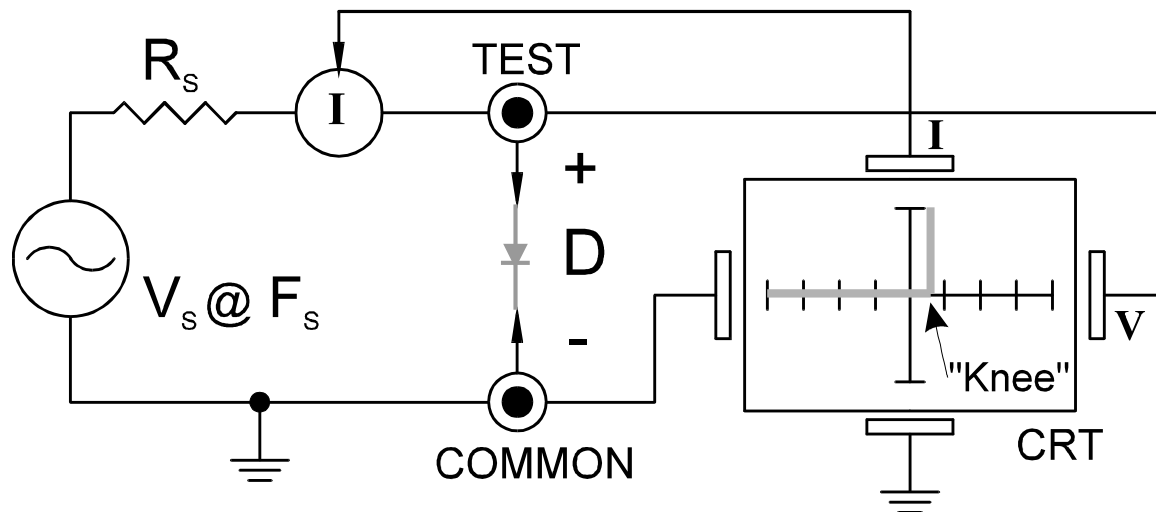 TEST
R_S
I
I
+
D
-
V_S @ F_S
V
"Knee"
CRT
COMMON